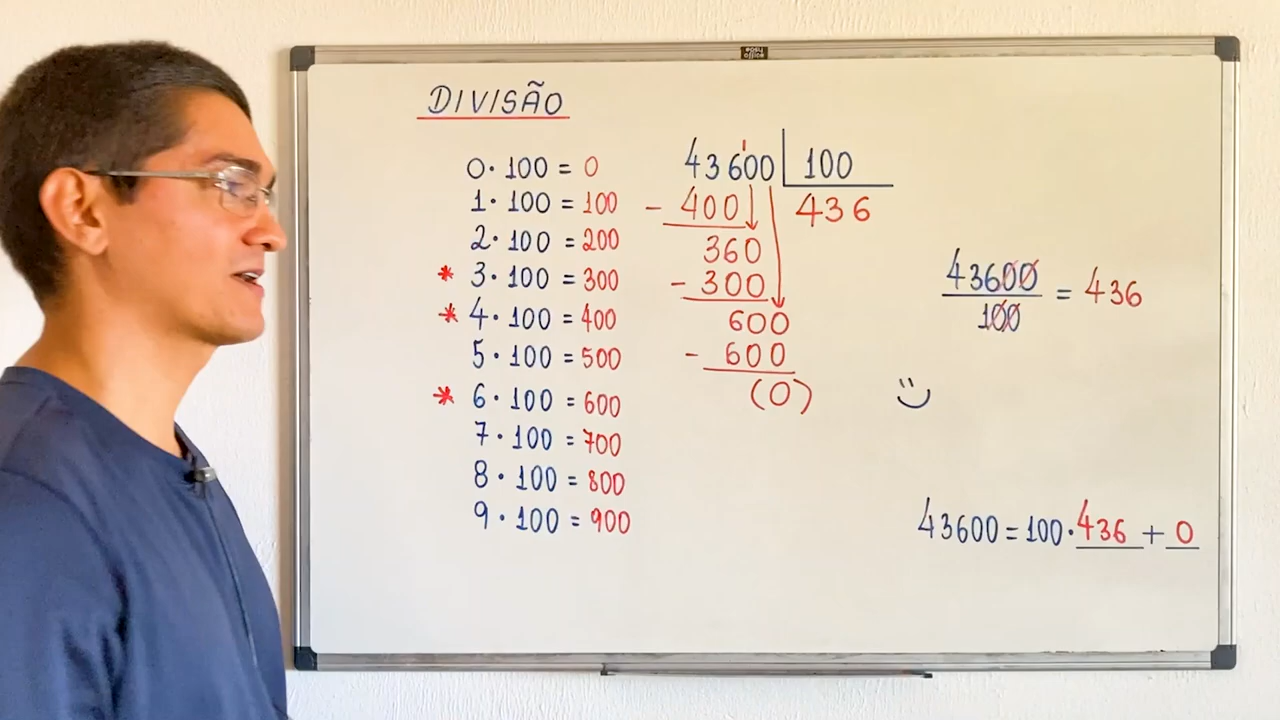 DIVISÃO
0 · 100 = 0
1 · 100 = 100
2 · 100 = 200
* 3 · 100 = 300
* 4 · 100 = 400
5 · 100 = 500
* 6 · 100 = 600
7 · 100 = 700
8 · 100 = 800
9 · 100 = 900
43600 | 100
- 400 436
360
- 300
600
- 600
(0)
43600 = 436
100
43600 = 100 · 436 + 0